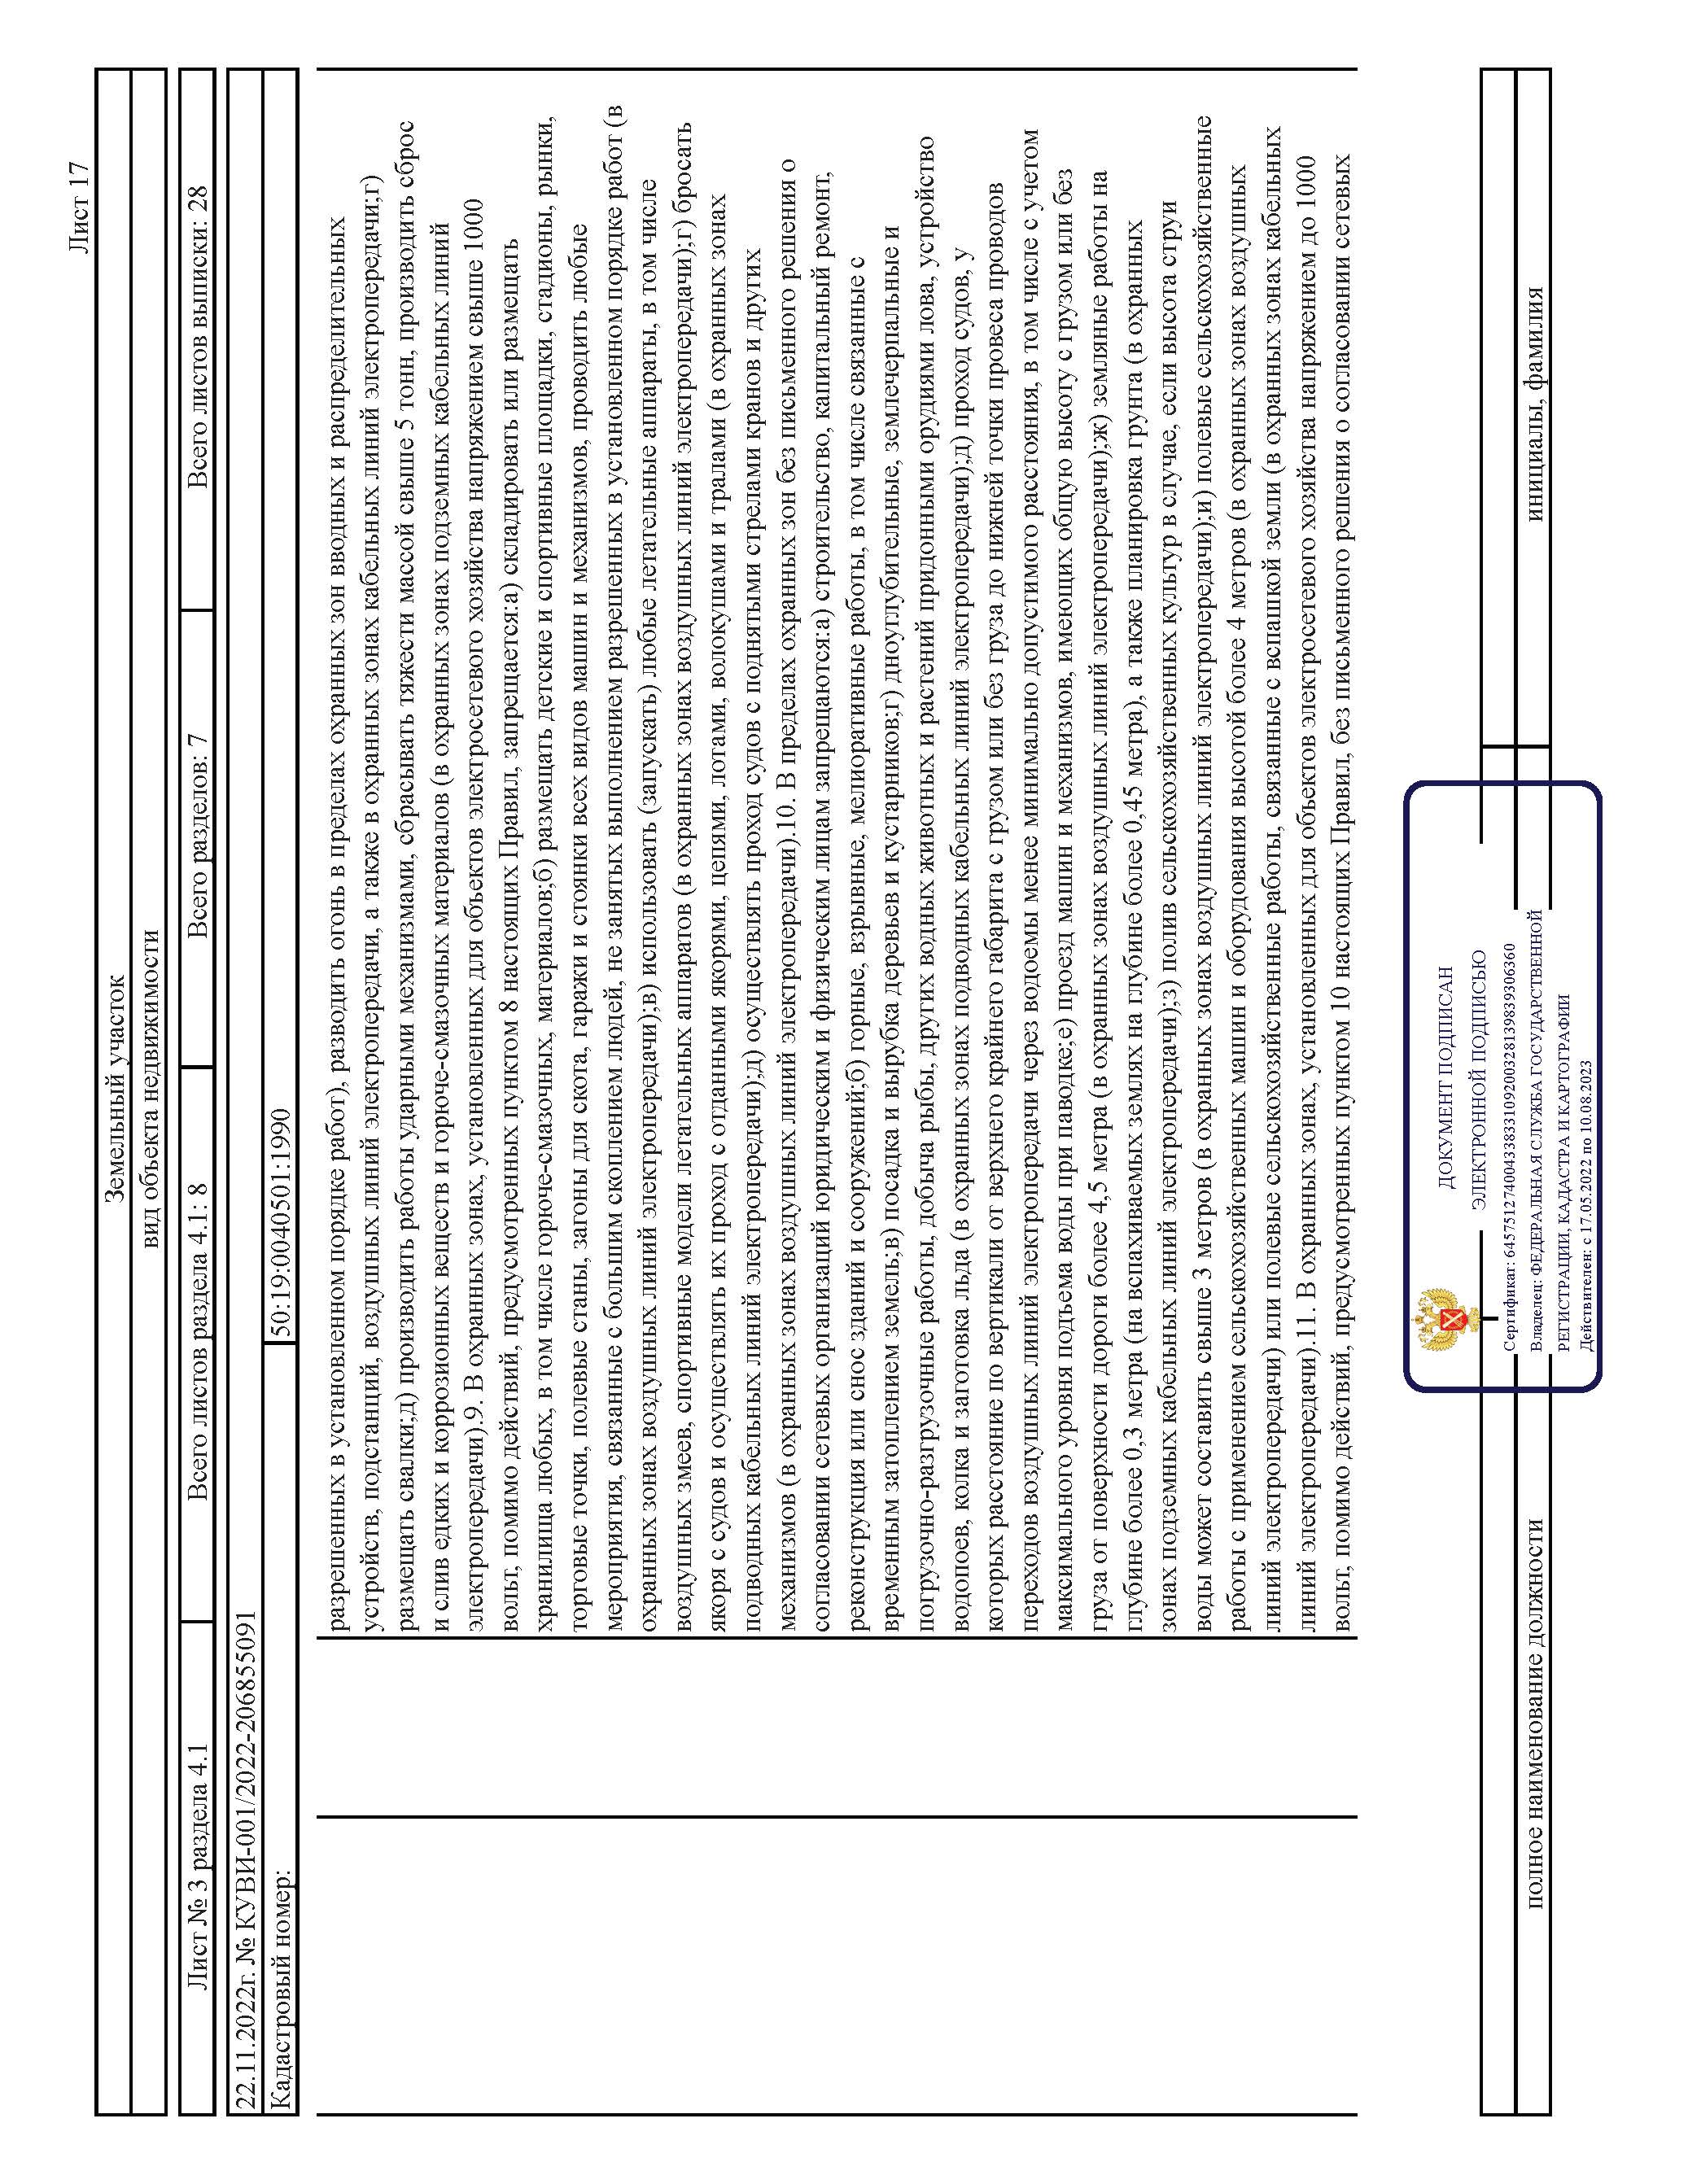 Лист 17
Земельный участок
вид объекта недвижимости
Лист № 3 раздела 4.1 Всего листов раздела 4.1: 8 Всего разделов: 7 Всего листов выписки: 28
22.11.2022г. № КУВИ-001/2022-206855091
Кадастровый номер: 50:19:0040501:1990
разрешенных в установленном порядке работ), разводить огонь в пределах охранных зон вводных и распределительных
устройств, подстанций, воздушных линий электропередачи, а также в охранных зонах кабельных линий электропередачи;г)
размещать свалки;д) производить работы ударными механизмами, сбрасывать тяжести массой свыше 5 тонн, производить сброс
и слив едких и коррозионных веществ и горюче-смазочных материалов (в охранных зонах подземных кабельных линий
электропередачи).9. В охранных зонах, установленных для объектов электросетевого хозяйства напряжением свыше 1000
вольт, помимо действий, предусмотренных пунктом 8 настоящих Правил, запрещается:а) складировать или размещать
хранилища любых, в том числе горюче-смазочных, материалов;б) размещать детские и спортивные площадки, стадионы, рынки,
торговые точки, полевые станы, загоны для скота, гаражи и стоянки всех видов машин и механизмов, проводить любые
мероприятия, связанные с большим скоплением людей, не занятых выполнением разрешенных в установленном порядке работ (в
охранных зонах воздушных линий электропередачи);в) использовать (запускать) любые летательные аппараты, в том числе
воздушных змеев, спортивные модели летательных аппаратов (в охранных зонах воздушных линий электропередачи);г) бросать
якоря с судов и осуществлять их проход с отданными якорями, цепями, лотами, волокушами и тралами (в охранных зонах
подводных кабельных линий электропередачи);д) осуществлять проход судов с поднятыми стрелами кранов и других
механизмов (в охранных зонах воздушных линий электропередачи).10. В пределах охранных зон без письменного решения о
согласовании сетевых организаций юридическим и физическим лицам запрещаются:а) строительство, капитальный ремонт,
реконструкция или снос зданий и сооружений;б) горные, взрывные, мелиоративные работы, в том числе связанные с
временным затоплением земель;в) посадка и вырубка деревьев и кустарников;г) дноуглубительные, землечерпальные и
погрузочно-разгрузочные работы, добыча рыбы, других водных животных и растений придонными орудиями лова, устройство
водопоев, колка и заготовка льда (в охранных зонах подводных кабельных линий электропередачи);д) проход судов, у
которых расстояние по вертикали от верхнего крайнего габарита с грузом или без груза до нижней точки провеса проводов
переходов воздушных линий электропередачи через водоемы менее минимально допустимого расстояния, в том числе с учетом
максимального уровня подъема воды при паводке;е) проезд машин и механизмов, имеющих общую высоту с грузом или без
груза от поверхности дороги более 4,5 метра (в охранных зонах воздушных линий электропередачи);ж) земляные работы на
глубине более 0,3 метра (на вспахиваемых землях на глубине более 0,45 метра), а также планировка грунта (в охранных
зонах подземных кабельных линий электропередачи);з) полив сельскохозяйственных культур в случае, если высота струи
воды может составить свыше 3 метров (в охранных зонах воздушных линий электропередачи);и) полевые сельскохозяйственные
работы с применением сельскохозяйственных машин и оборудования высотой более 4 метров (в охранных зонах воздушных
линий электропередачи) или полевые сельскохозяйственные работы, связанные с вспашкой земли (в охранных зонах кабельных
линий электропередачи).11. В охранных зонах, установленных для объектов электросетевого хозяйства напряжением до 1000
вольт, помимо действий, предусмотренных пунктом 10 настоящих Правил, без письменного решения о согласовании сетевых
ДОКУМЕНТ ПОДПИСАН
ЭЛЕКТРОННОЙ ПОДПИСЬЮ
Сертификат: 64575127400433833109200328139839306360
Владелец: ФЕДЕРАЛЬНАЯ СЛУЖБА ГОСУДАРСТВЕННОЙ
РЕГИСТРАЦИИ, КАДАСТРА И КАРТОГРАФИИ
Действителен: с 17.05.2022 по 10.08.2023
полное наименование должности инициалы, фамилия